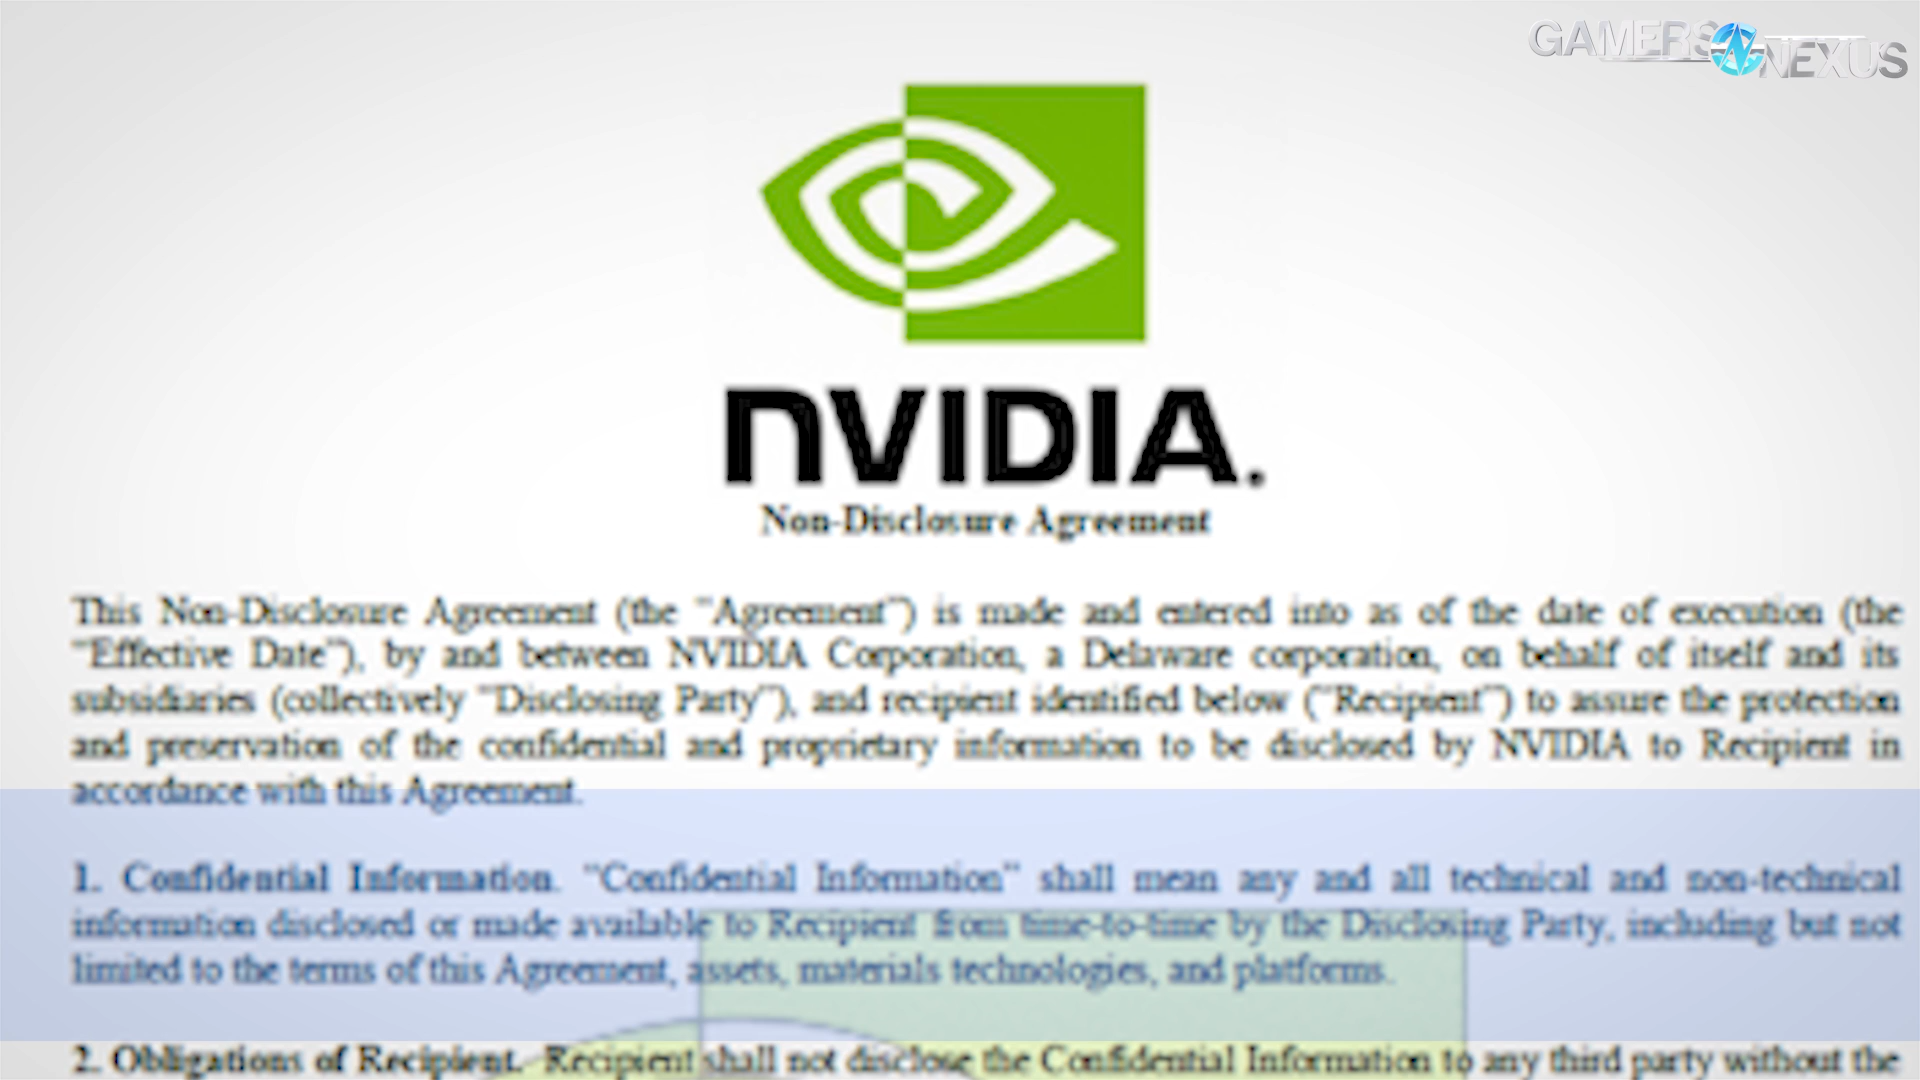 GAMERS NEXUS
NVIDIA.
Non-Disclosure Agreement
This Non-Disclosure Agreement (the "Agreement") is made and entered into as of the date of execution (the
"Effective Date"), by and between NVIDIA Corporation, a Delaware corporation, on behalf of itself and its
subsidiaries (collectively "Disclosing Party"), and recipient identified below ("Recipient") to assure the protection
and preservation of the confidential and proprietary information to be disclosed by NVIDIA to Recipient in
accordance with this Agreement.
1. Confidential Information. "Confidential Information" shall mean any and all technical and non-technical
information disclosed or made available to Recipient from time-to-time by the Disclosing Party, including but not
limited to the terms of this Agreement, assets, materials technologies, and platforms.
2. Obligations of Recipient. Recipient shall not disclose the Confidential Information to any third party without the